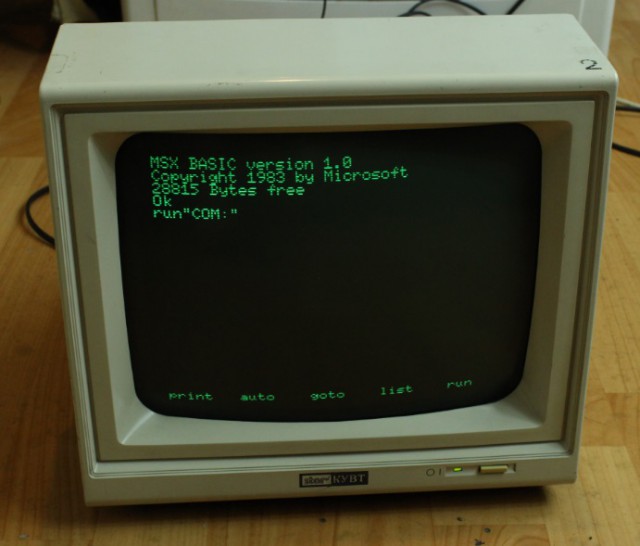 2
MSX BASIC version 1.0
Copyright 1983 by Microsoft
28815 Bytes free
Ok
run"COM:"
print auto goto list run
КУВТ